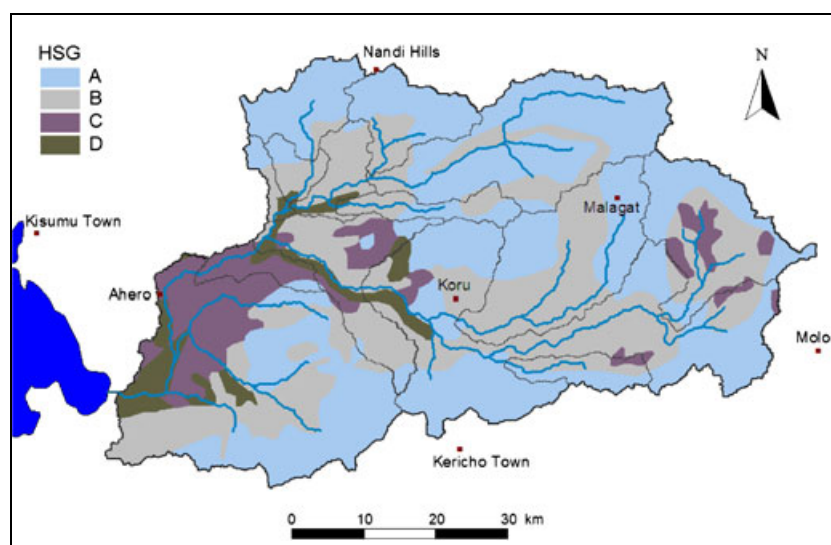 HSG
A
B
C
D
Nandi Hills
N
Kisumu Town
Malagat
Ahero
Koru
Molo
Kericho Town
0 10 20 30 km